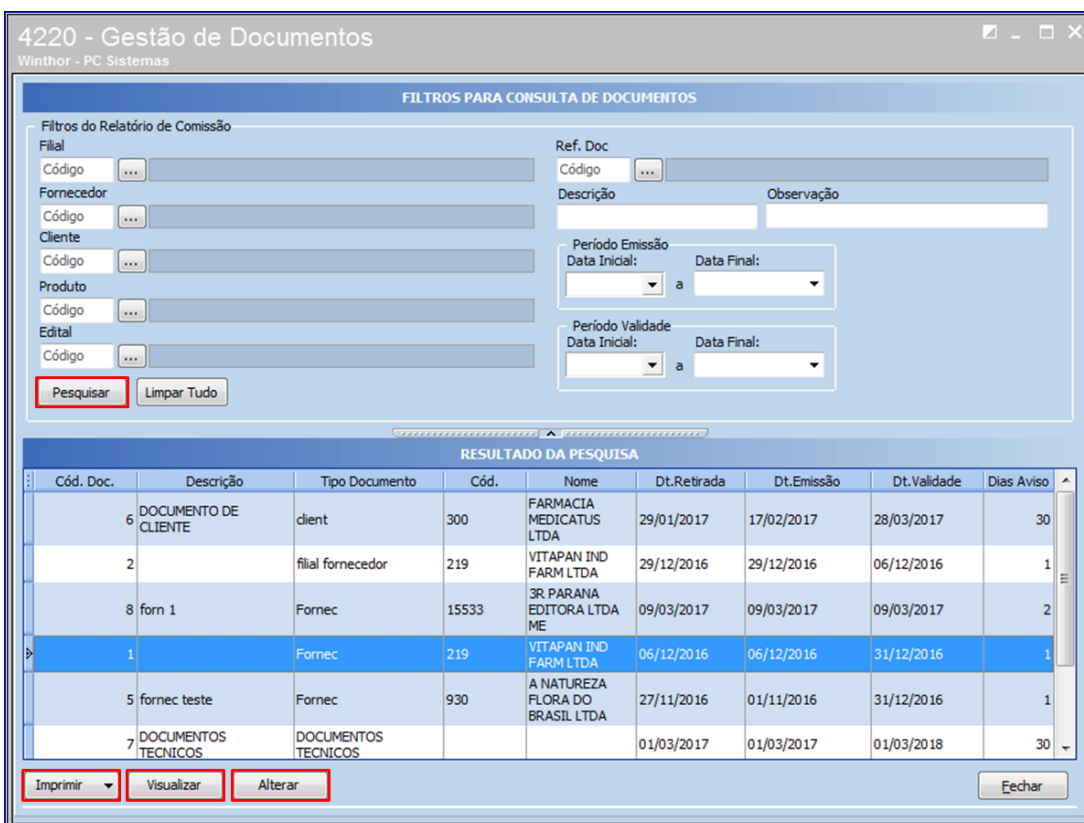 4220 - Gestão de Documentos
Winthor - PC Sistemas
FILTROS PARA CONSULTA DE DOCUMENTOS
Filtros do Relatório de Comissão
Filial
Código ...
Fornecedor
Código ...
Cliente
Código ...
Produto
Código ...
Edital
Código ...
Ref. Doc
Código ...
Descrição Observação
Período Emissão
Data Inicial: Data Final:
a
Período Validade
Data Inicial: Data Final:
a
Pesquisar Limpar Tudo
RESULTADO DA PESQUISA
Cód. Doc. Descrição Tipo Documento Cód. Nome Dt.Retirada Dt.Emissão Dt.Validade Dias Aviso
6 DOCUMENTO DE CLIENTE client 300 FARMACIA MEDICATUS LTDA 29/01/2017 17/02/2017 28/03/2017 30
2 filial fornecedor 219 VITAPAN IND FARM LTDA 29/12/2016 29/12/2016 06/12/2016 1
8 forn 1 Fornec 15533 3R PARANA EDITORA LTDA ME 09/03/2017 09/03/2017 09/03/2017 2
1 Fornec 219 VITAPAN IND FARM LTDA 06/12/2016 06/12/2016 31/12/2016 1
5 fornec teste Fornec 930 A NATUREZA FLORA DO BRASIL LTDA 27/11/2016 01/11/2016 31/12/2016 1
7 DOCUMENTOS TECNICOS DOCUMENTOS TECNICOS 01/03/2017 01/03/2017 01/03/2018 30
Imprimir Visualizar Alterar Fechar